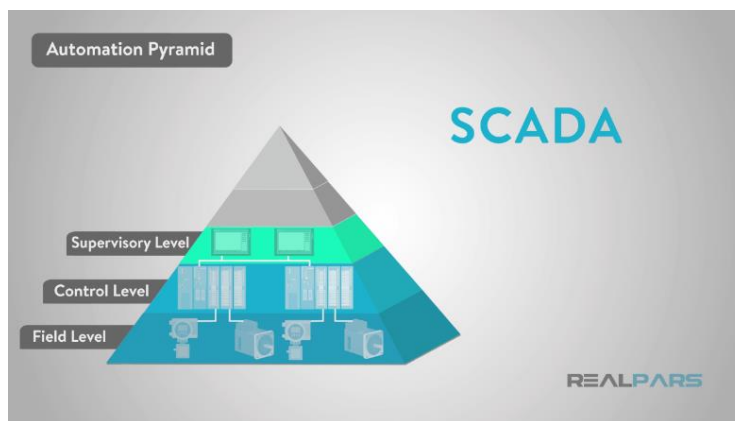 Automation Pyramid
SCADA
Supervisory Level
Control Level
Field Level
REALPARS